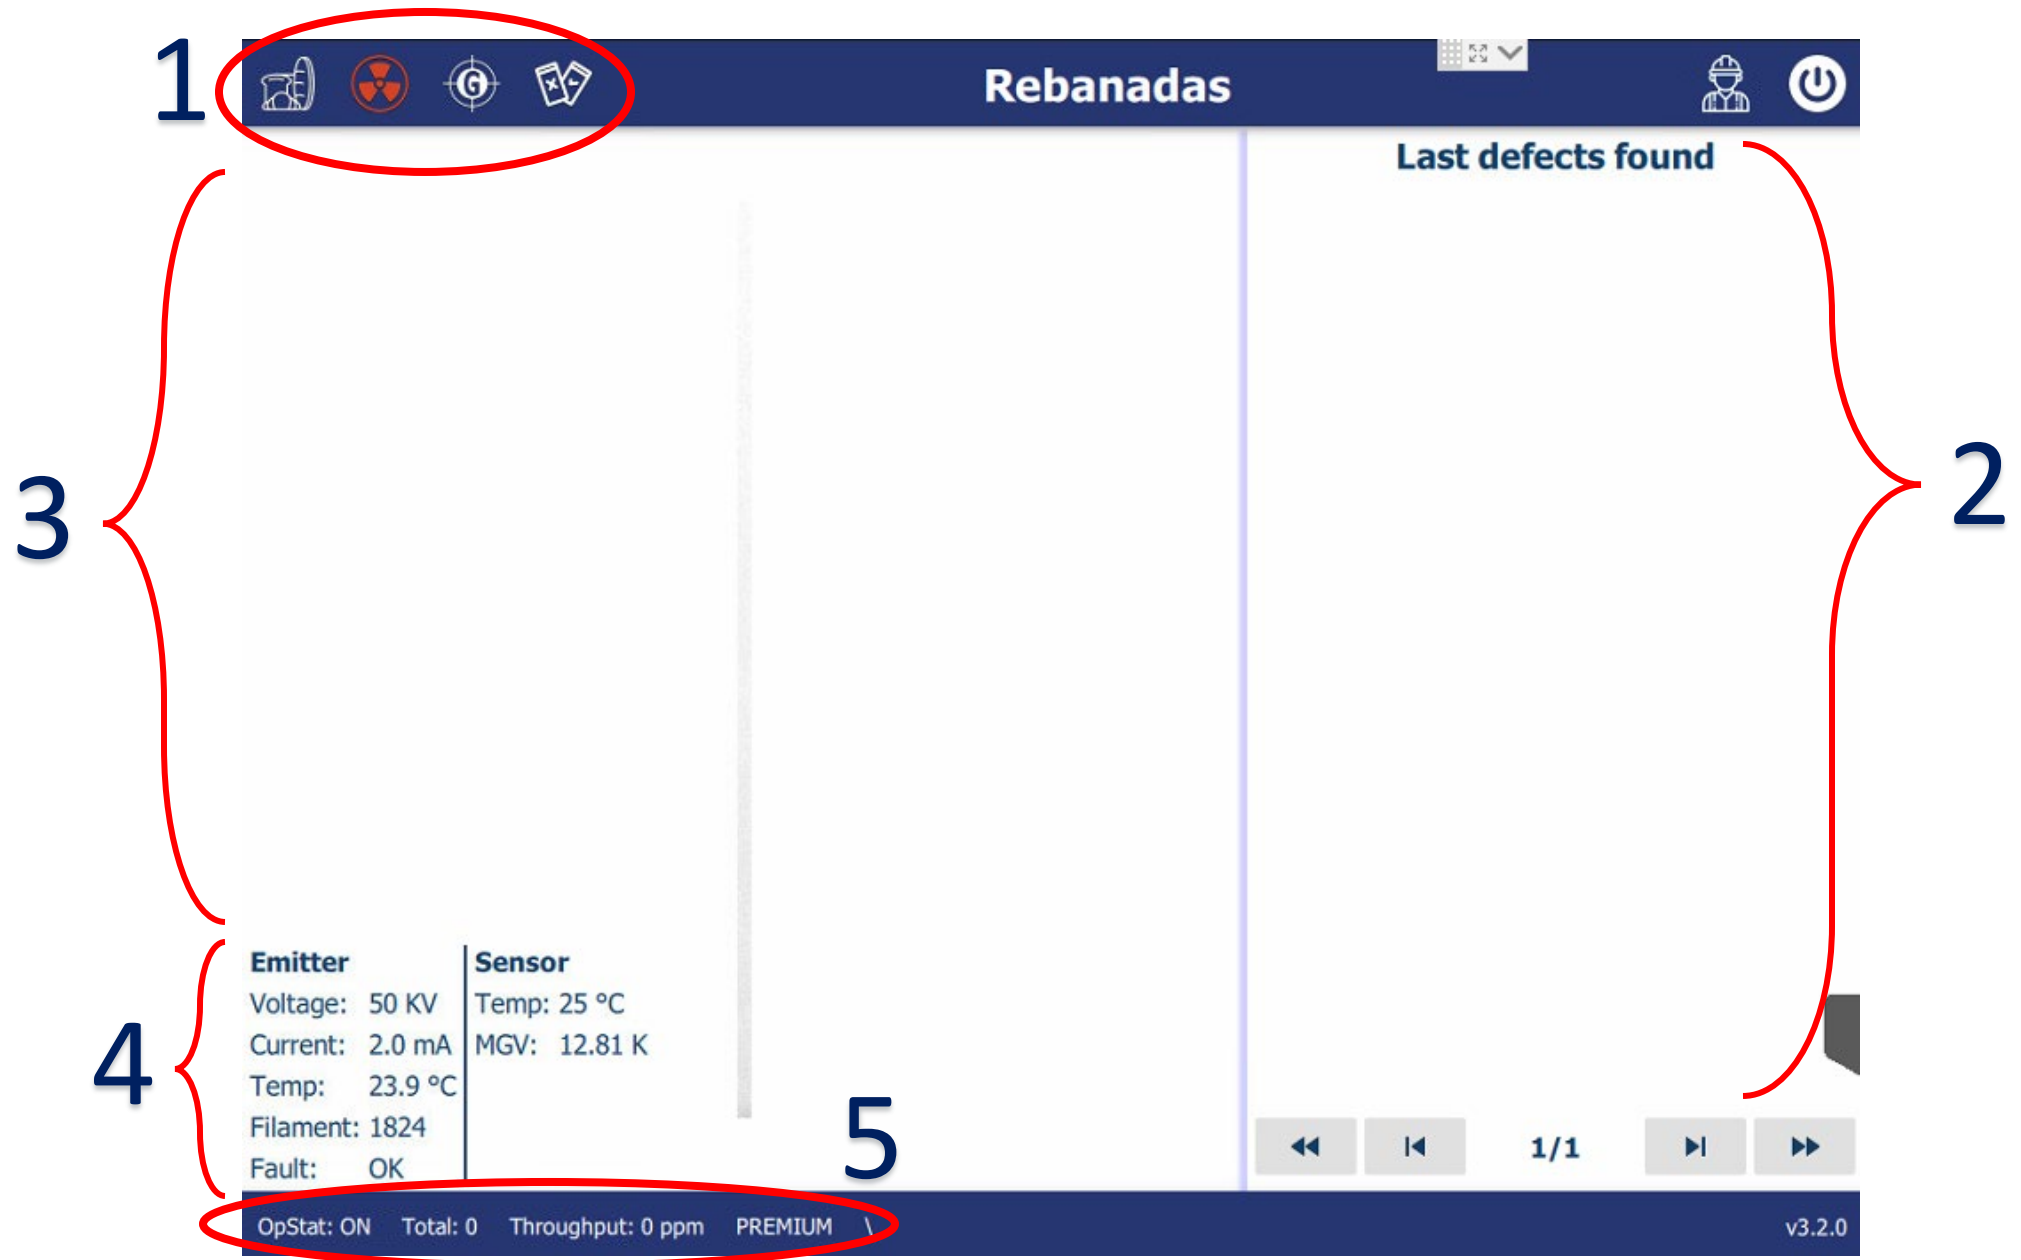 1
G
Rebanadas
Last defects found
3
2
Emitter
Voltage: 50 KV
Current: 2.0 mA
Temp: 23.9 °C
Filament: 1824
Fault: OK
Sensor
Temp: 25 °C
MGV: 12.81 K
4
5
1/1
OpStat: ON Total: 0 Throughput: 0 ppm PREMIUM \
v3.2.0